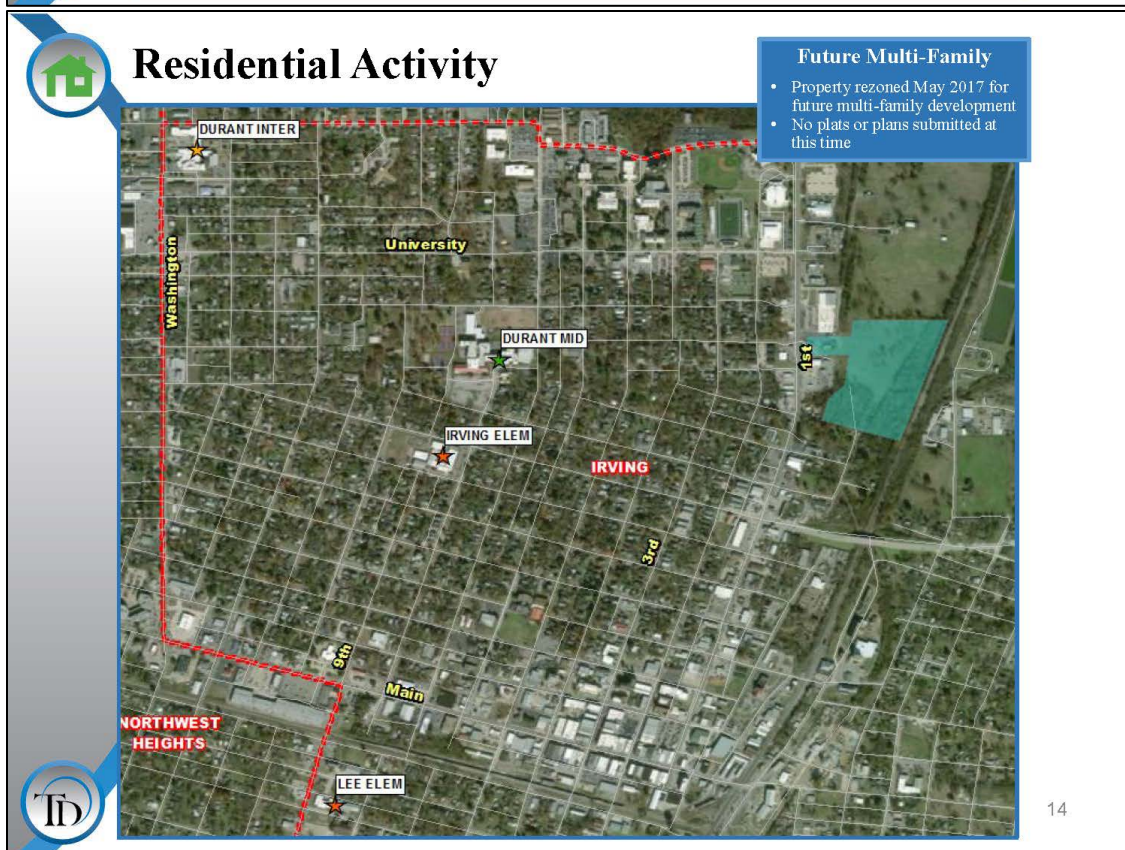 Residential Activity
Future Multi-Family
• Property rezoned May 2017 for
future multi-family development
• No plats or plans submitted at
this time
DURANT INTER
University
Washington
DURANT MID
1st
IRVING ELEM
IRVING
3rd
9th
Main
NORTHWEST
HEIGHTS
LEE ELEM
TD
14